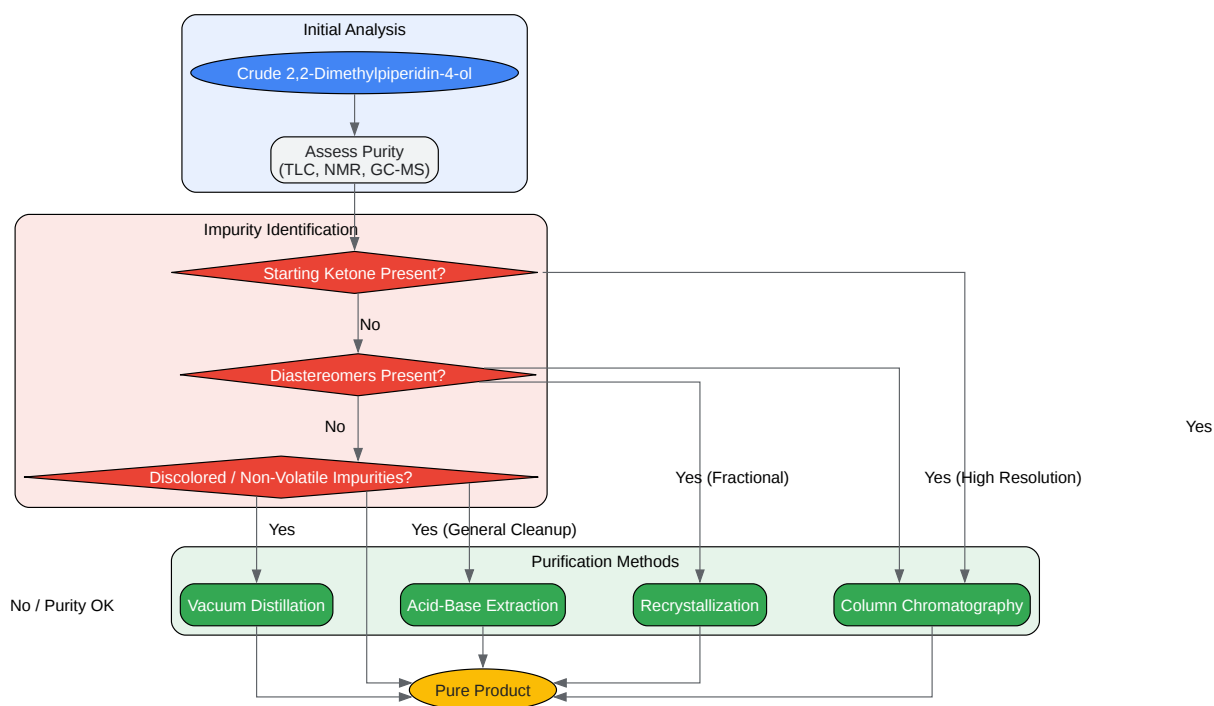 Initial Analysis
Crude 2,2-Dimethylpiperidin-4-ol
Assess Purity
(TLC, NMR, GC-MS)
Impurity Identification
Starting Ketone Present?
No
Diastereomers Present?
No
Yes
Discolored / Non-Volatile Impurities?
Yes (Fractional)
Yes (High Resolution)
Yes
Yes (General Cleanup)
Purification Methods
No / Purity OK
Vacuum Distillation
Acid-Base Extraction
Recrystallization
Column Chromatography
Pure Product